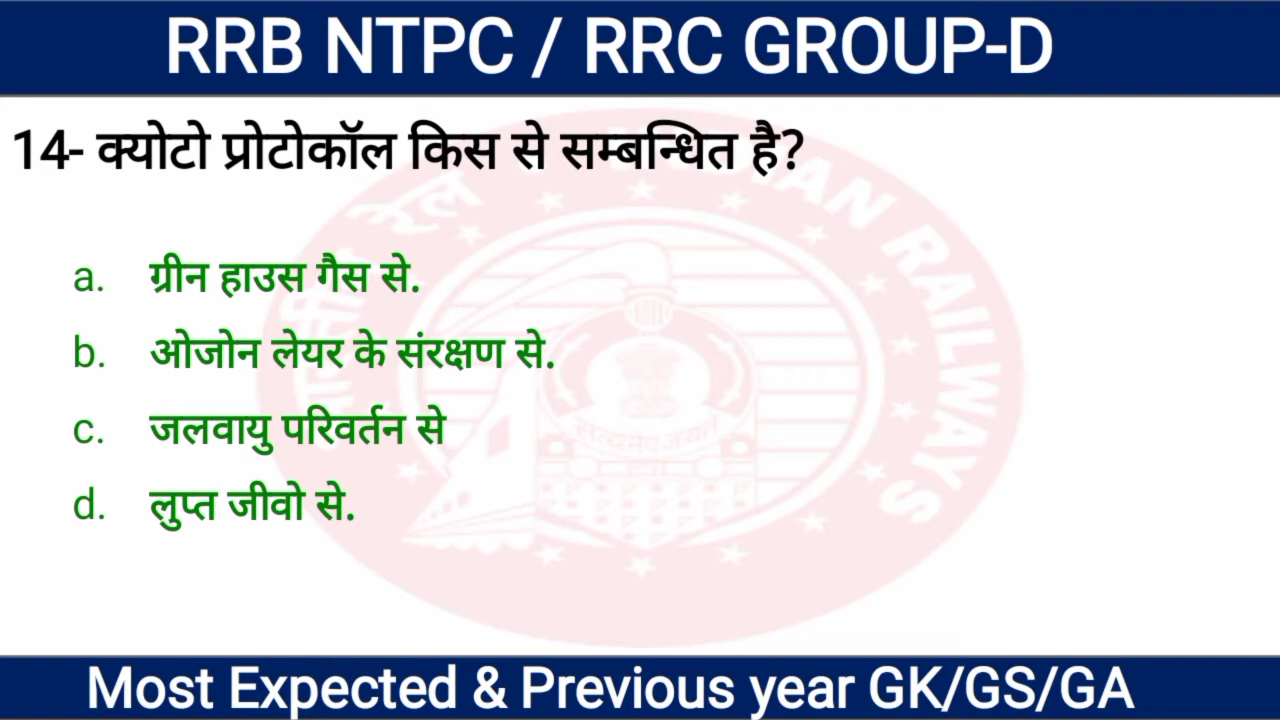 RRB NTPC / RRC GROUP-D
14- क्योटो प्रोटोकॉल किस से सम्बन्धित है?
a. ग्रीन हाउस गैस से.
b. ओजोन लेयर के संरक्षण से.
c. जलवायु परिवर्तन से
d. लुप्त जीवो से.
Most Expected & Previous year GK/GS/GA